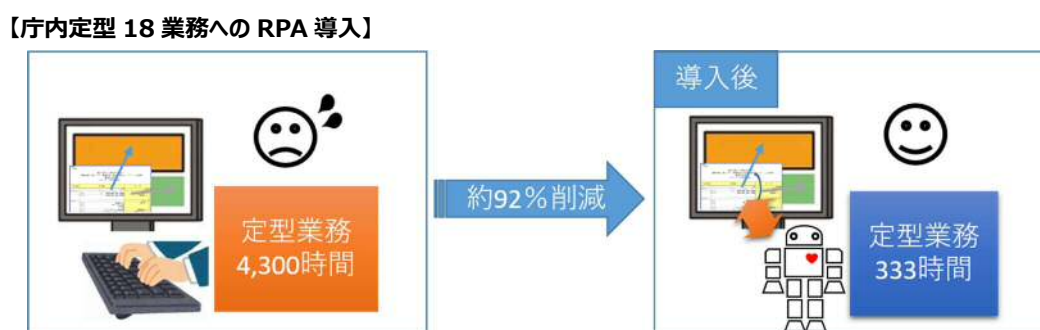 【庁内定型 18 業務への RPA 導入】
定型業務
4,300時間
約92％削減
導入後
定型業務
333時間